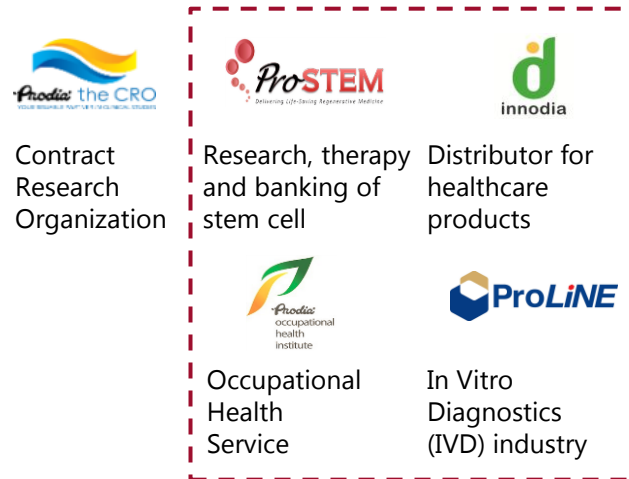 Prodia the CRO
Contract
Research
Organization
ProSTEM
Delivering Life-Saving Regenerative Medicine
Research, therapy
and banking of
stem cell
innodia
Distributor for
healthcare
products
Prodia
occupational
health
institute
Occupational
Health
Service
ProLiNE
In Vitro
Diagnostics
(IVD) industry